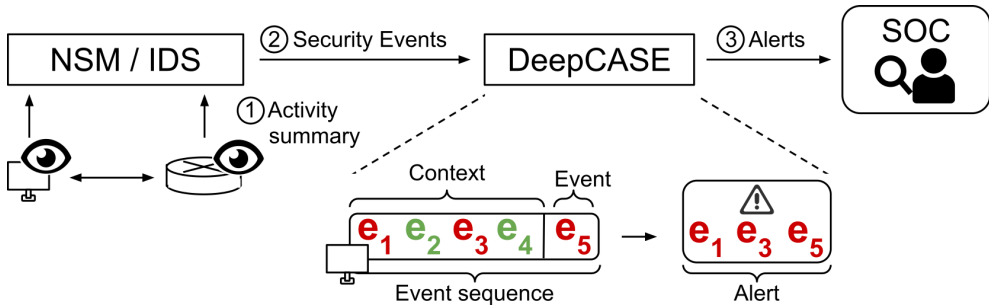 NSM / IDS
② Security Events
DeepCASE
③ Alerts
SOC
① Activity
summary
Context
Event
e1 e2 e3 e4 e5
e1 e3 e5
Event sequence
Alert